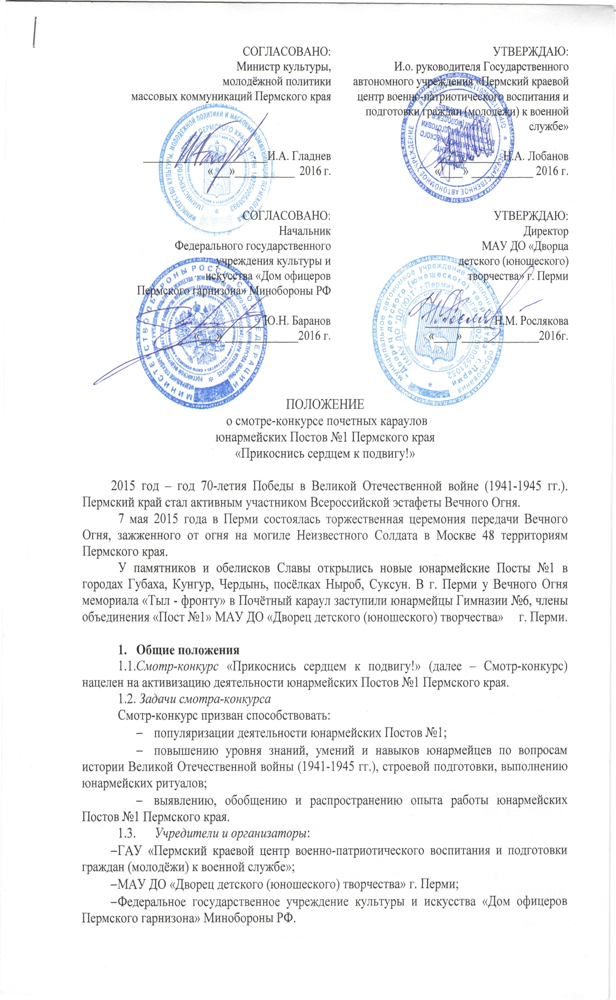 СОГЛАСОВАНО:
Министр культуры,
молодёжной политики
массовых коммуникаций Пермского края
И.А. Гладнев
«___»___________ 2016 г.
УТВЕРЖДАЮ:
И.о. руководителя Государственного
автономного учреждения «Пермский краевой
центр военно-патриотического воспитания и
подготовки граждан (молодежи) к военной
службе»
Н.А. Лобанов
«____» ___________ 2016 г.
СОГЛАСОВАНО:
Начальник
Федерального государственного
учреждения культуры и
искусства «Дом офицеров
Пермского гарнизона» Минобороны РФ
Ю.Н. Баранов
«___» _____________2016 г.
УТВЕРЖДАЮ:
Директор
МАУ ДО «Дворца
детского (юношеского)
творчества» г. Перми
Н.М. Рослякова
«____»______________2016г.
ПОЛОЖЕНИЕ
о смотре-конкурсе почетных караулов
юнармейских Постов №1 Пермского края
«Прикоснись сердцем к подвигу!»
2015 год – год 70-летия Победы в Великой Отечественной войне (1941-1945 гг.).
Пермский край стал активным участником Всероссийской эстафеты Вечного Огня.
7 мая 2015 года в Перми состоялась торжественная церемония передачи Вечного
Огня, зажженного от огня на могиле Неизвестного Солдата в Москве 48 территориям
Пермского края.
У памятников и обелисков Славы открылись новые юнармейские Посты №1 в
городах Губаха, Кунгур, Чердынь, посёлках Ныроб, Суксун. В г. Перми у Вечного Огня
мемориала «Тыл - фронту» в Почётный караул заступили юнармейцы Гимназии №6, члены
объединения «Пост №1» МАУ ДО «Дворец детского (юношеского) творчества» г. Перми.
1. Общие положения
1.1.Смотр-конкурс «Прикоснись сердцем к подвигу!» (далее – Смотр-конкурс)
нацелен на активизацию деятельности юнармейских Постов №1 Пермского края.
1.2. Задачи смотра-конкурса
Смотр-конкурс призван способствовать:
– популяризации деятельности юнармейских Постов №1;
– повышению уровня знаний, умений и навыков юнармейцев по вопросам
истории Великой Отечественной войны (1941-1945 гг.), строевой подготовки, выполнению
юнармейских ритуалов;
– выявлению, обобщению и распространению опыта работы юнармейских
Постов №1 Пермского края.
1.3. Учредители и организаторы:
–ГАУ «Пермский краевой центр военно-патриотического воспитания и подготовки
граждан (молодёжи) к военной службе»;
–МАУ ДО «Дворец детского (юношеского) творчества» г. Перми;
–Федеральное государственное учреждение культуры и искусства «Дом офицеров
Пермского гарнизона» Минобороны РФ.